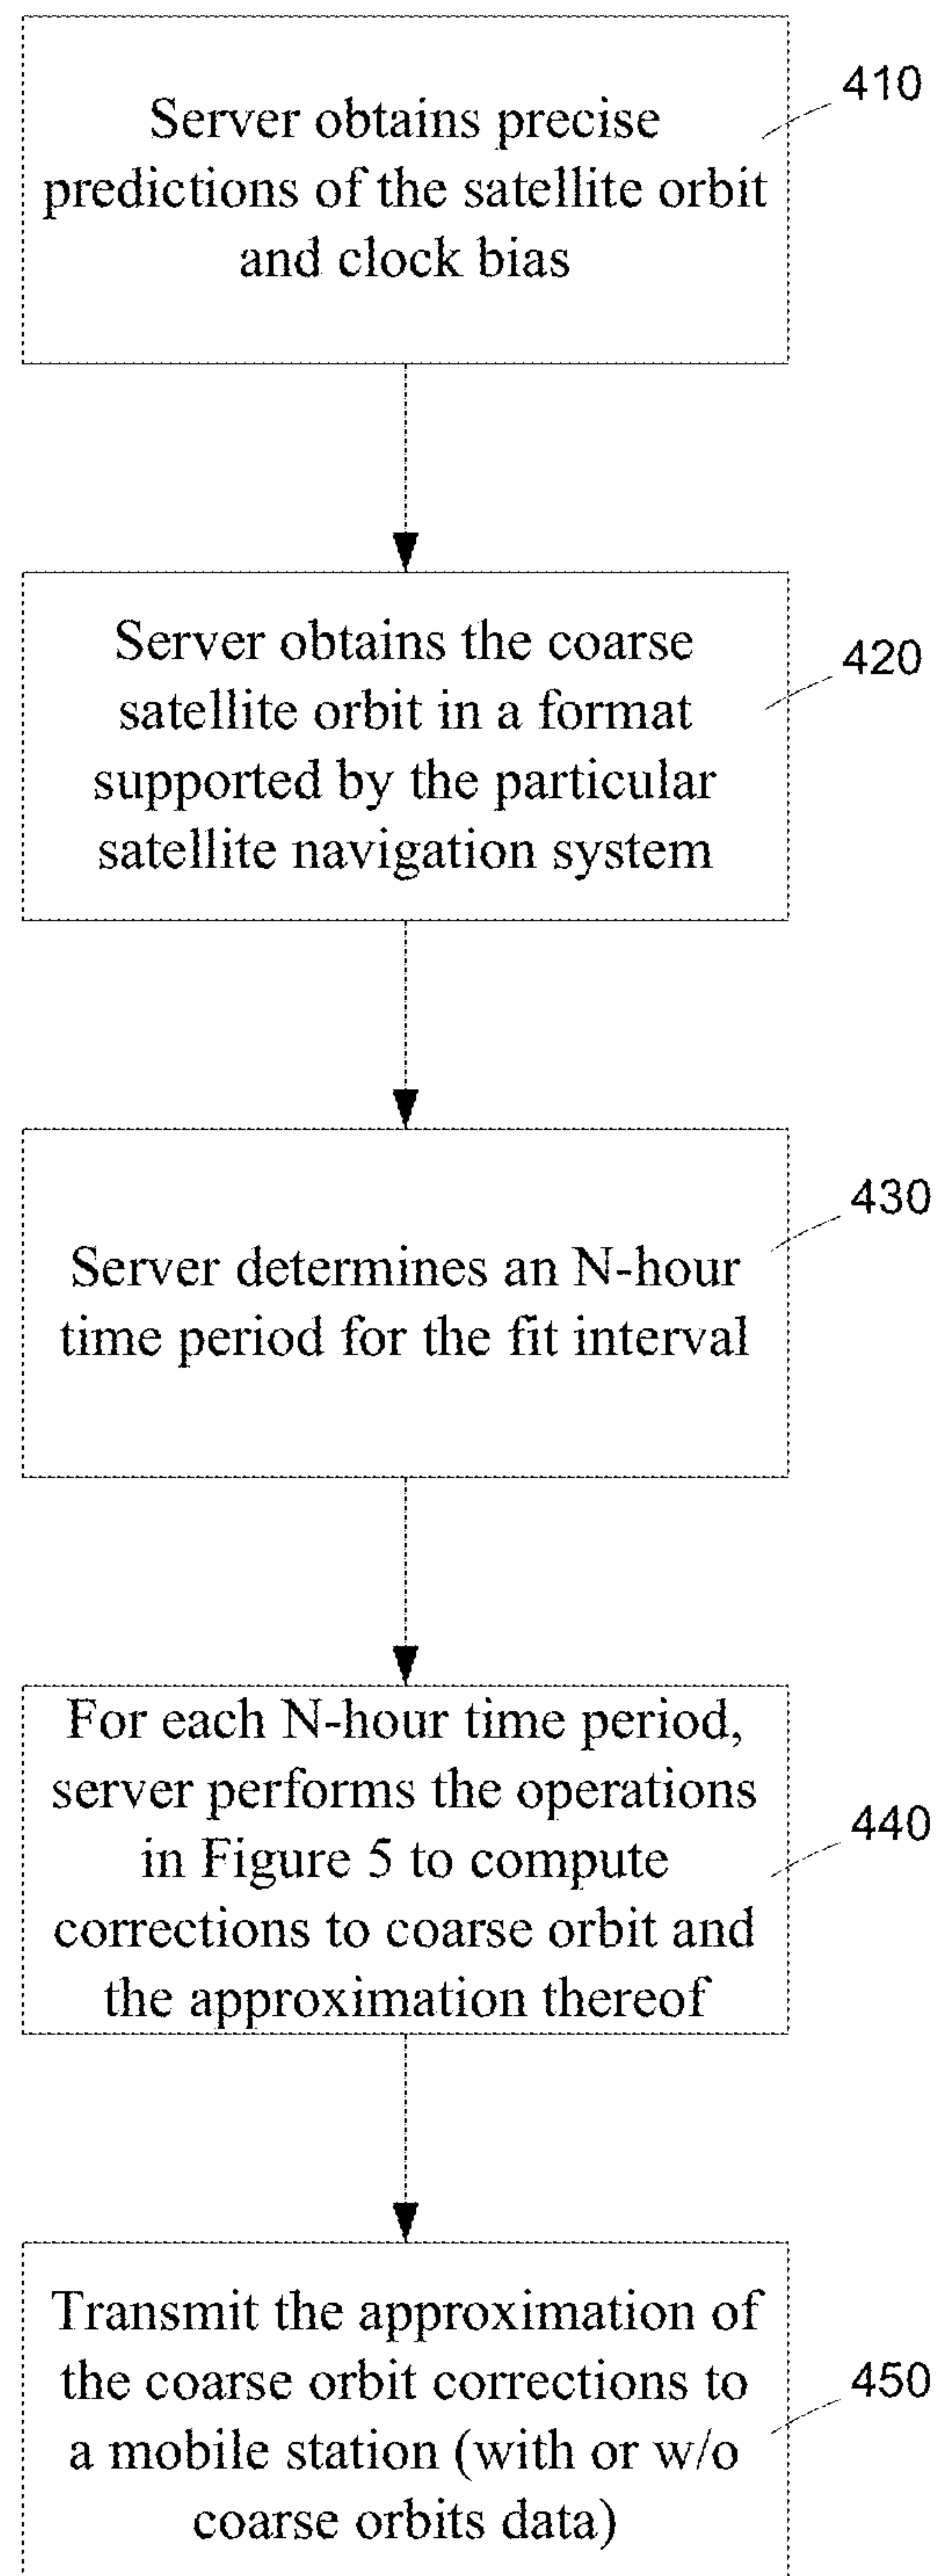 Server obtains precise
predictions of the satellite orbit
and clock bias
410
Server obtains the coarse
satellite orbit in a format
supported by the particular
satellite navigation system
420
Server determines an N-hour
time period for the fit interval
430
For each N-hour time period,
server performs the operations
in Figure 5 to compute
corrections to coarse orbit and
the approximation thereof
440
Transmit the approximation of
the coarse orbit corrections to
a mobile station (with or w/o
coarse orbits data)
450